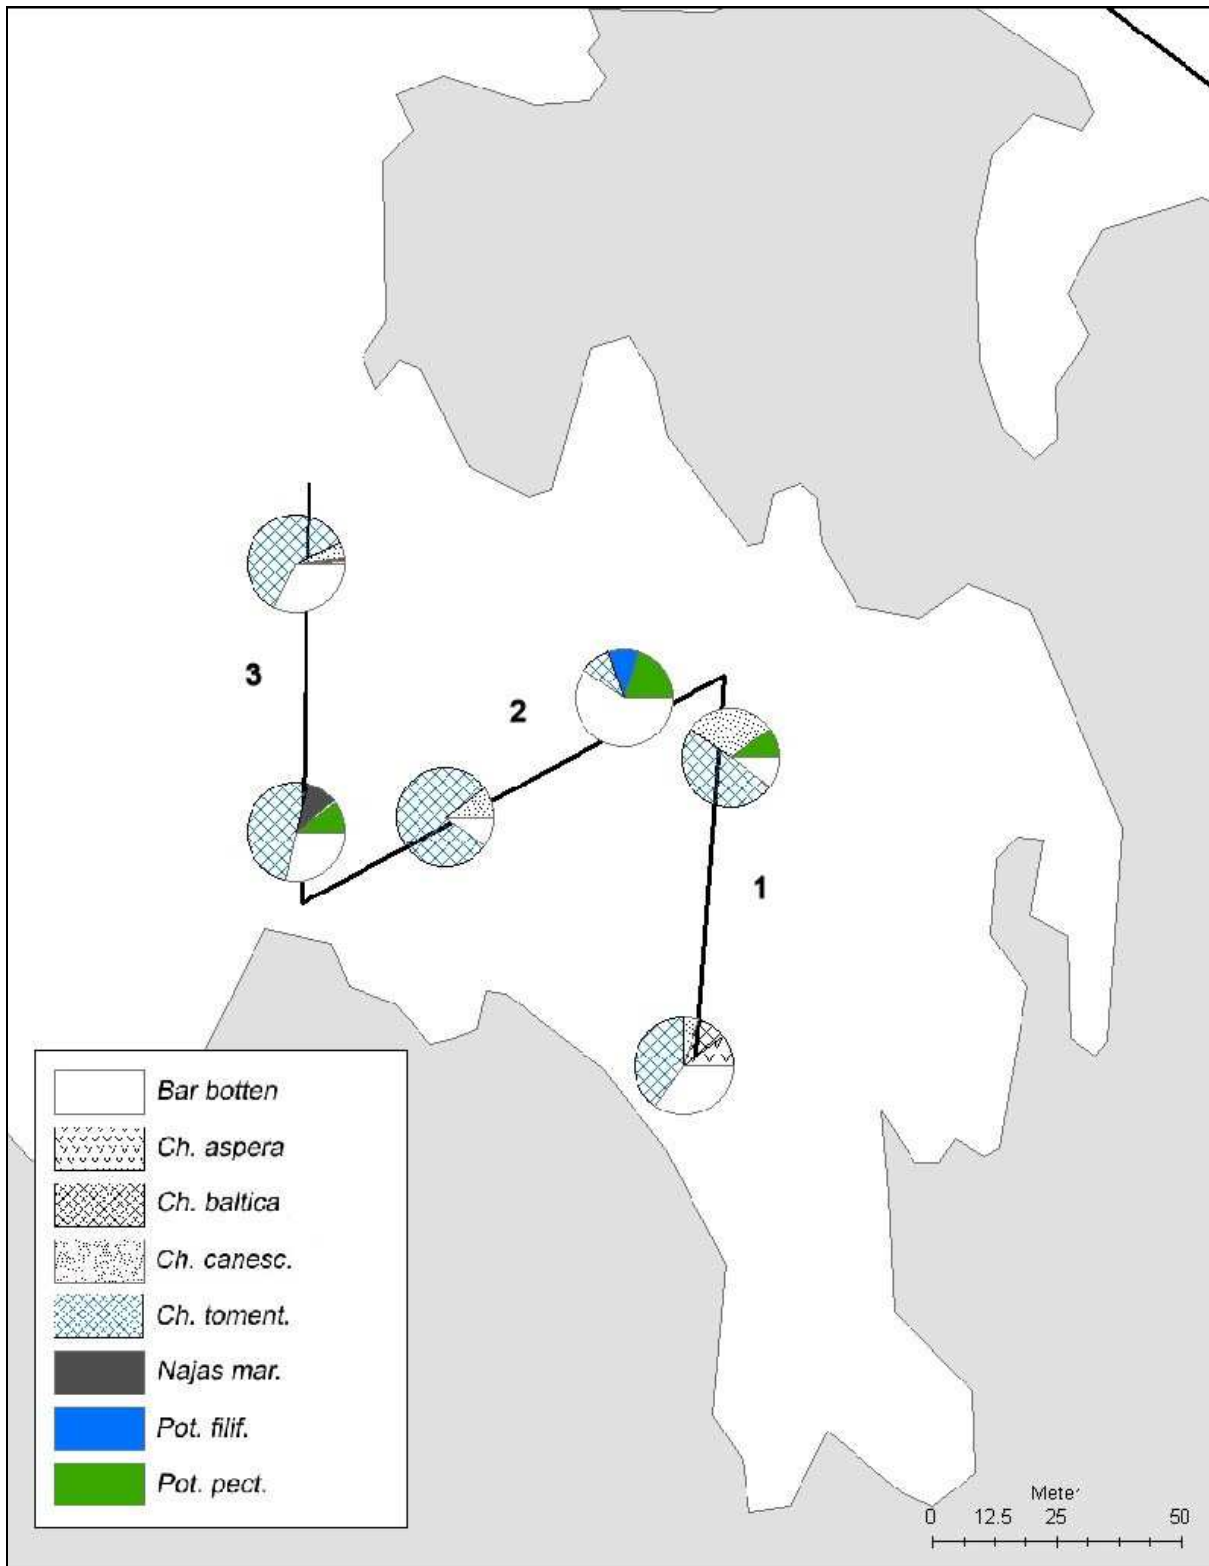 3
2
1
Bar botten
Ch. aspera
Ch. baltica
Ch. canesc.
Ch. toment.
Najas mar.
Pot. filif.
Pot. pect.
Meter
0 12.5 25 50